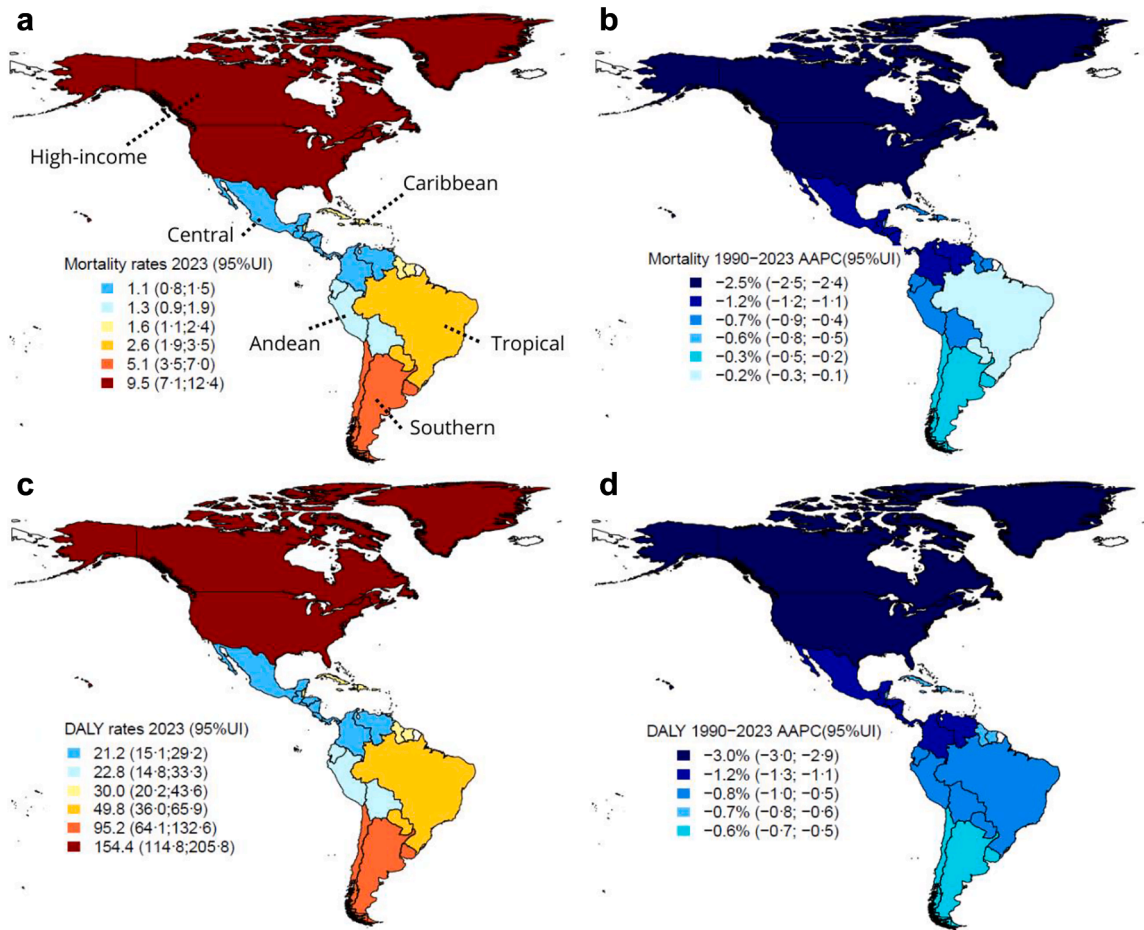 a
High-income
Caribbean
Central
Mortality rates 2023 (95%UI)
1.1 (0·8;1·5)
1.3 (0.9;1.9)
1.6 (1·1;2·4)
2.6 (1·9;3·5)
5.1 (3·5;7·0)
9.5 (7·1;12·4)
Andean
Tropical
Southern
b
Mortality 1990−2023 AAPC(95%UI)
−2.5% (−2·5; −2·4)
−1.2% (−1·2; −1·1)
−0.7% (−0·9; −0·4)
−0.6% (−0·8; −0·5)
−0.3% (−0·5; −0·2)
−0.2% (−0·3; −0·1)
c
DALY rates 2023 (95%UI)
21.2 (15·1;29·2)
22.8 (14·8;33·3)
30.0 (20·2;43·6)
49.8 (36·0;65·9)
95.2 (64·1;132·6)
154.4 (114·8;205·8)
d
DALY 1990−2023 AAPC(95%UI)
−3.0% (−3·0; −2·9)
−1.2% (−1·3; −1·1)
−0.8% (−1·0; −0·5)
−0.7% (−0·8; −0·6)
−0.6% (−0·7; −0·5)